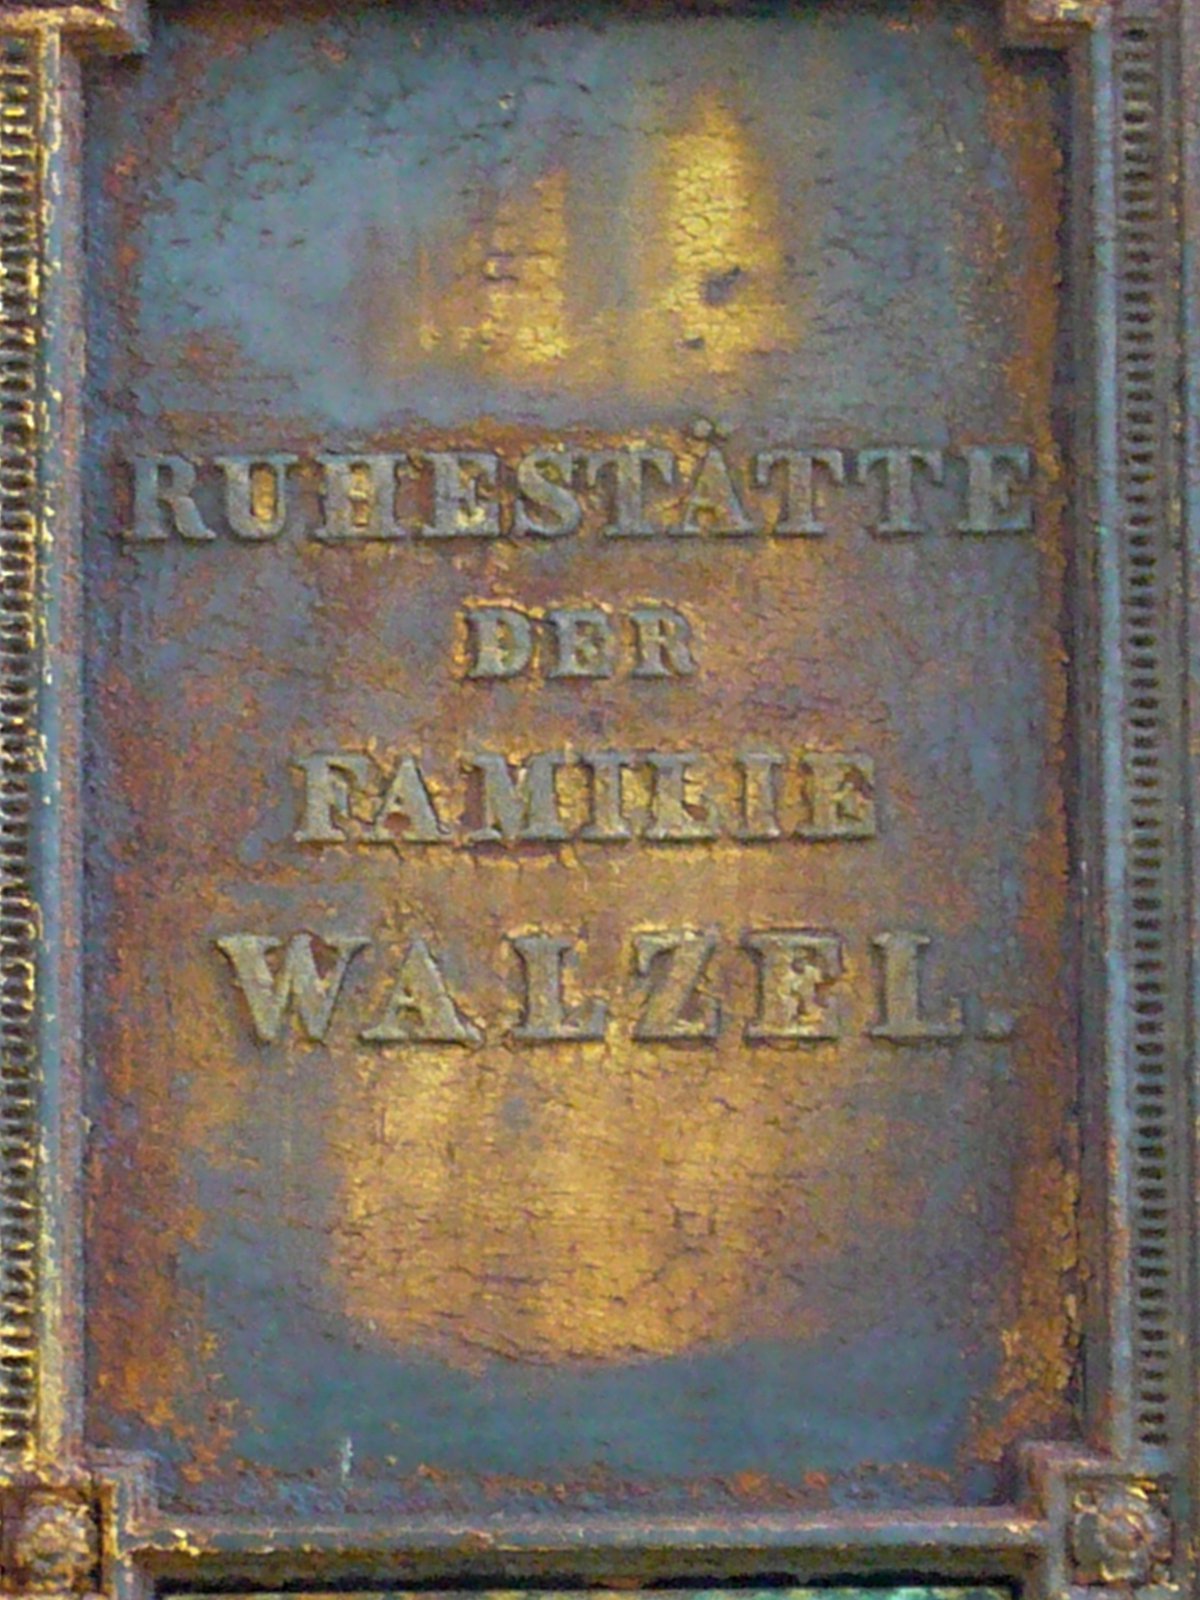 RUHESTÄTTE
DER
FAMILIE
WALZEL.